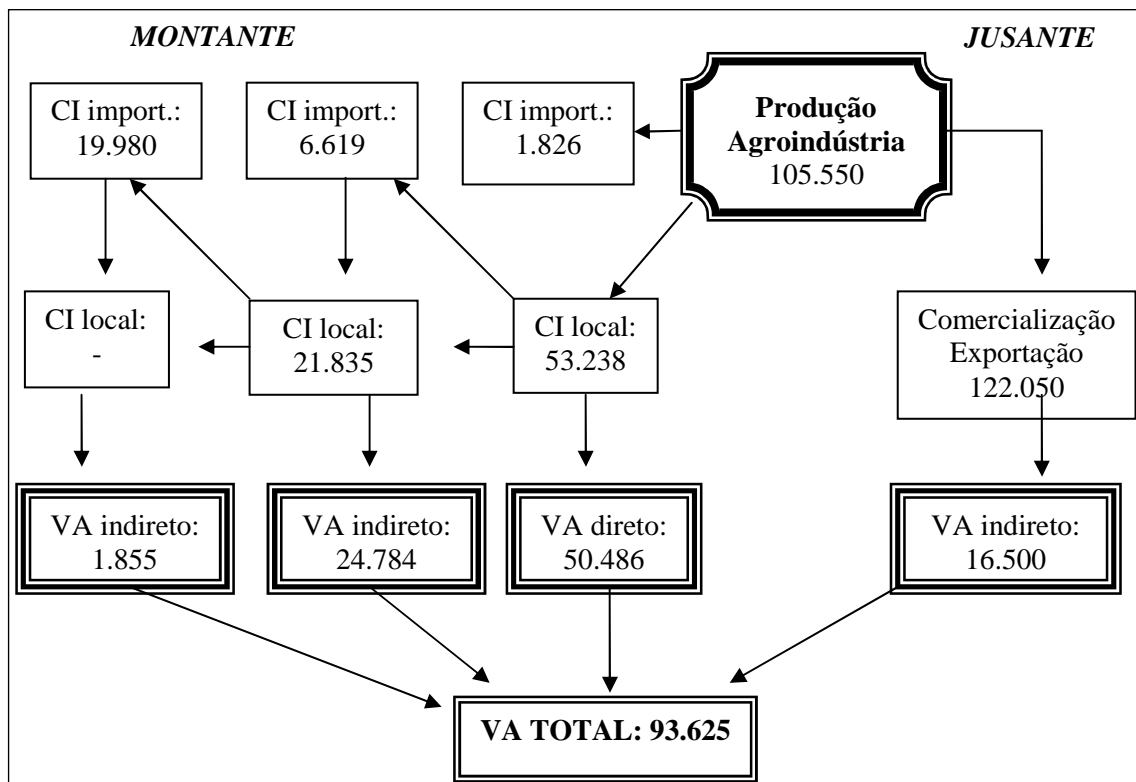 MONTANTE
JUSANTE
CI import.:
19.980
CI import.:
6.619
CI import.:
1.826
Produção
Agroindústria
105.550
CI local:
-
CI local:
21.835
CI local:
53.238
Comercialização
Exportação
122.050
VA indireto:
1.855
VA indireto:
24.784
VA direto:
50.486
VA indireto:
16.500
VA TOTAL: 93.625